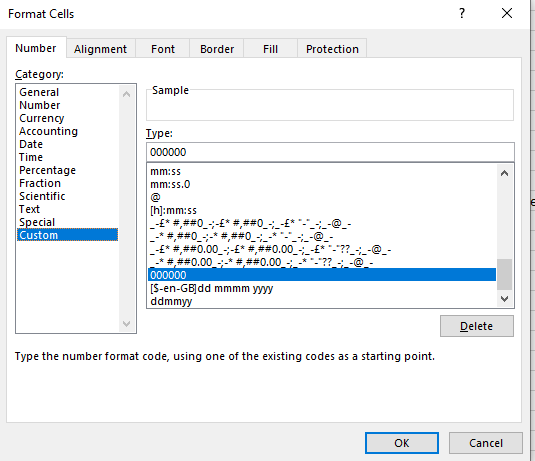 Format Cells ? ×
Number Alignment Font Border Fill Protection
Category:
General
Number
Currency
Accounting
Date
Time
Percentage
Fraction
Scientific
Text
Special
Custom
Sample
Type:
000000
mm:ss
mm:ss.0
@
[h]:mm:ss
_-£* #,##0_-;-£* #,##0_-;_-£* "-"_-;_-@_-
_-* #,##0_-;-* #,##0_-;_-* "-"_-;_-@_-
_-£* #,##0.00_-;-£* #,##0.00_-;_-£* "-"??_-;_-@_-
_-* #,##0.00_-;-* #,##0.00_-;_-* "-"??_-;_-@_-
000000
[$-en-GB]dd mmmm yyyy
ddmmyy
Delete
Type the number format code, using one of the existing codes as a starting point.
OK Cancel